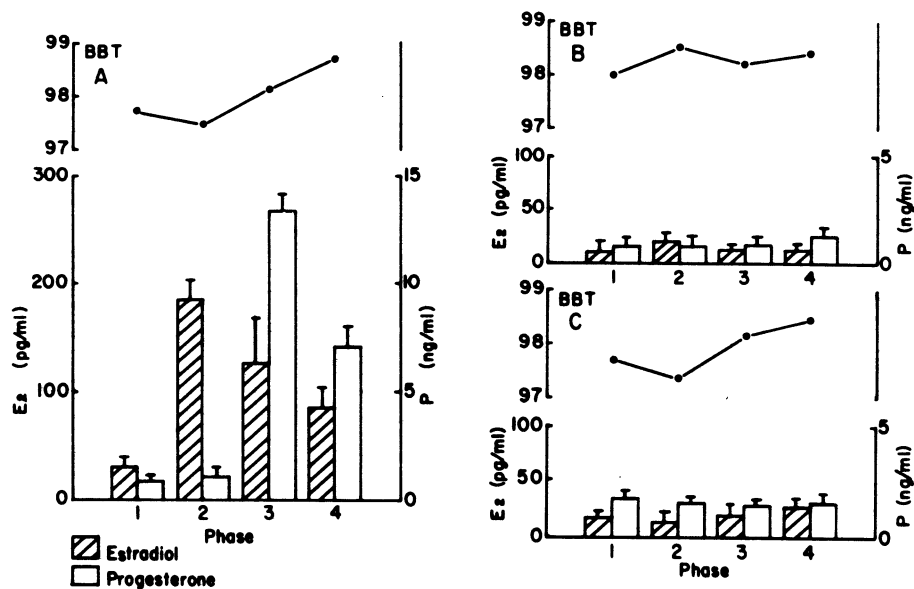 BBT
A
99
98
97
300
200
100
0
E₂ (pg/ml)
15
10
5
0
P (ng/ml)
1 2 3 4
Phase
Estradiol
Progesterone
BBT
B
99
98
97
100
50
0
E₂ (pg/ml)
5
0
P (ng/ml)
1 2 3 4
BBT
C
99
98
97
100
50
0
E₂ (pg/ml)
5
0
P (ng/ml)
1 2 3 4
Phase